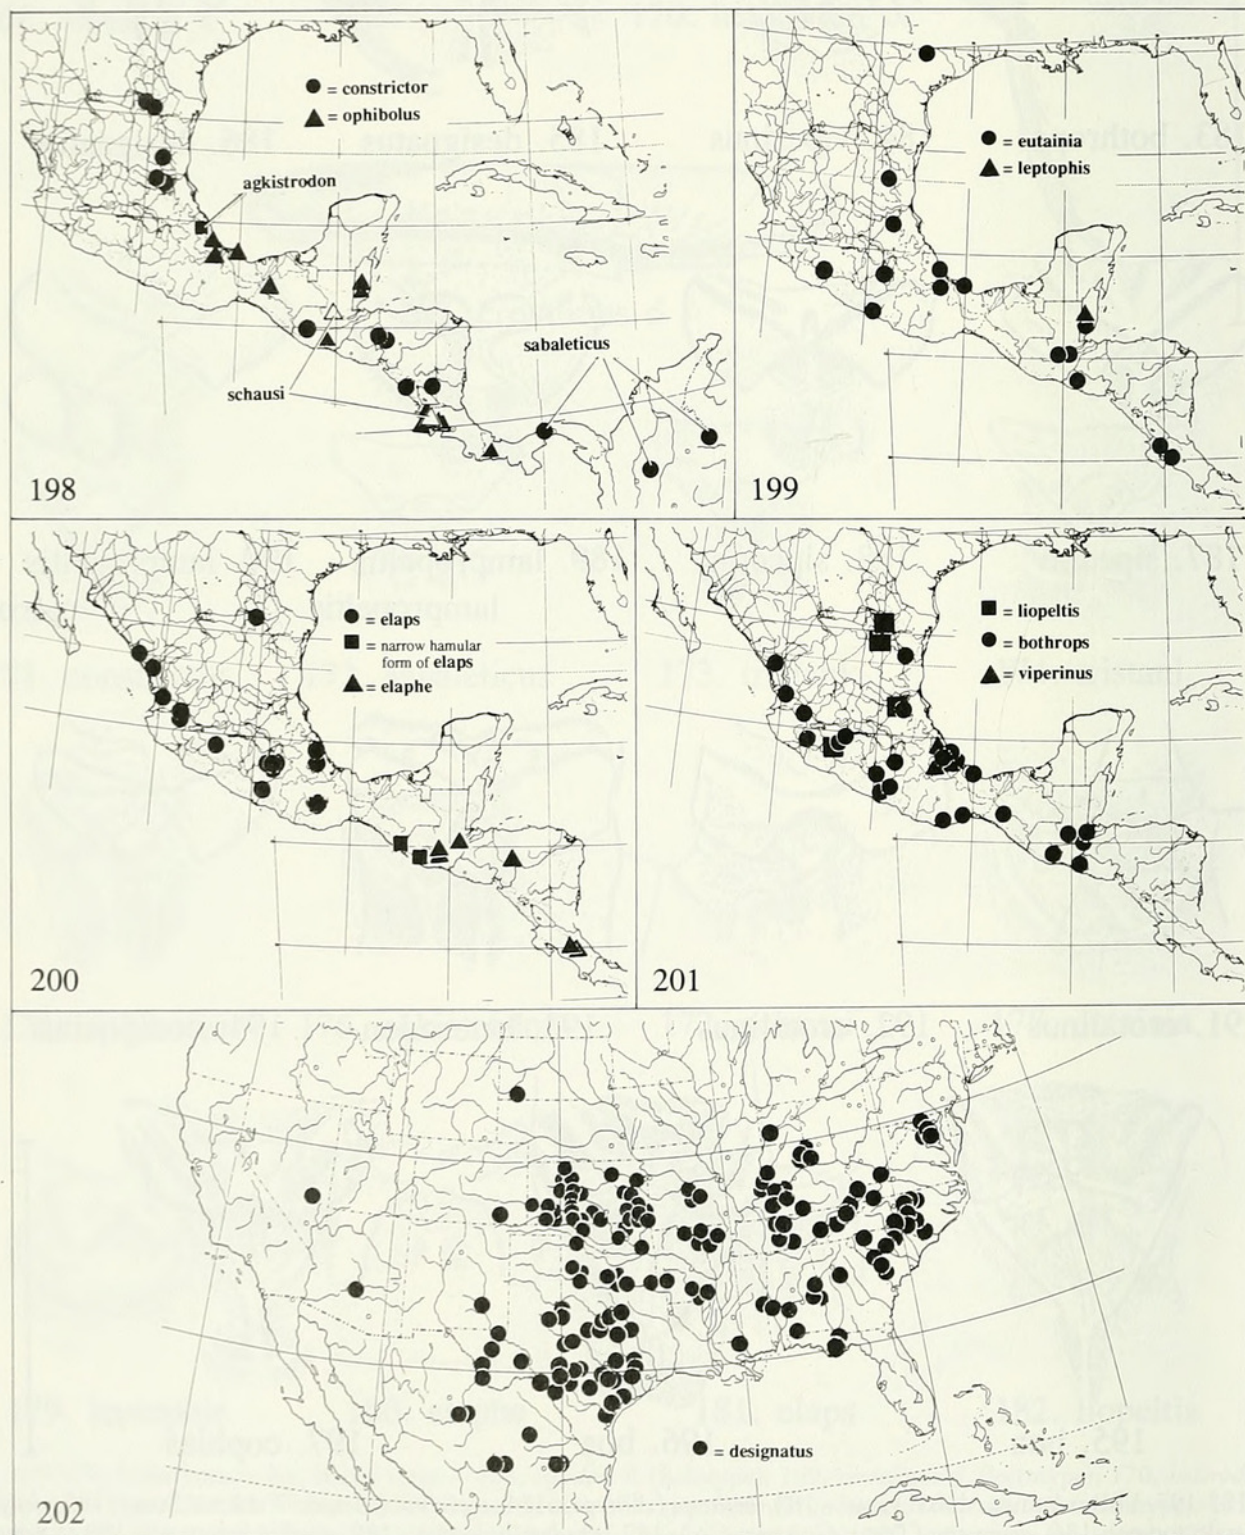 ● = constrictor
▲ = ophibolus
agkistrodon
sabaleticus
schausi
198
● = eutainia
▲ = leptophis
199
● = elaps
■ = narrow hamular
form of elaps
▲ = elaphe
200
■ = liopeltis
● = bothrops
▲ = viperinus
201
● = designatus
202